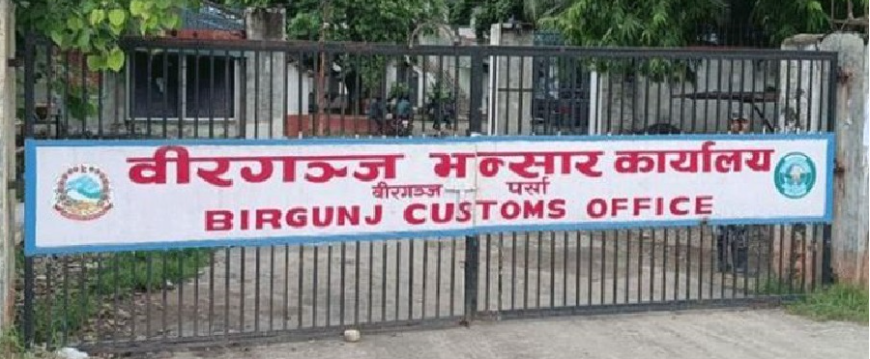 वीरगञ्ज भन्सार कार्यालय
वीरगञ्ज पर्सा
BIRGUNJ CUSTOMS OFFICE